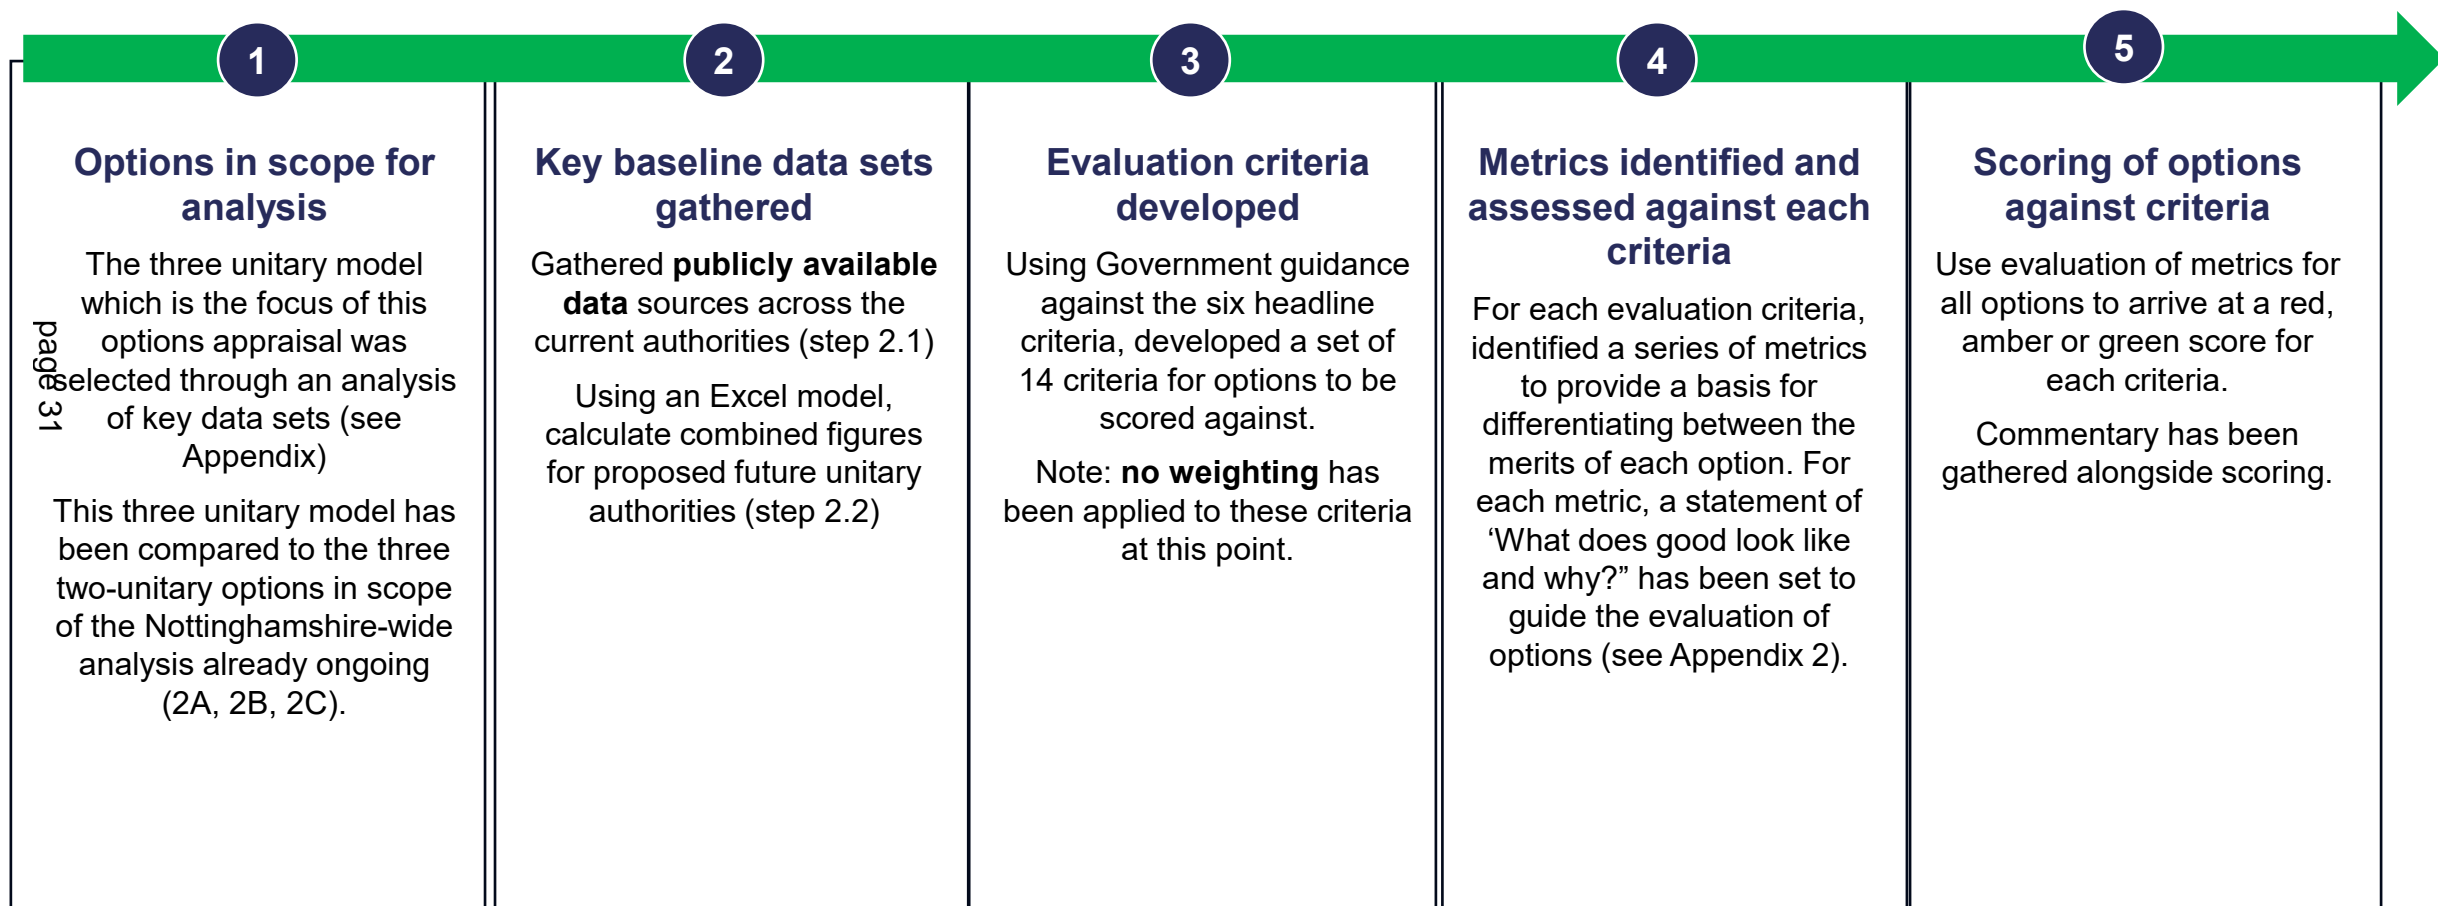 1
Options in scope for
analysis
The three unitary model
which is the focus of this
options appraisal was
selected through an analysis
of key data sets (see
Appendix)
This three unitary model has
been compared to the three
two-unitary options in scope
of the Nottinghamshire-wide
analysis already ongoing
(2A, 2B, 2C).
page 31
2
Key baseline data sets
gathered
Gathered publicly available
data sources across the
current authorities (step 2.1)
Using an Excel model,
calculate combined figures
for proposed future unitary
authorities (step 2.2)
3
Evaluation criteria
developed
Using Government guidance
against the six headline
criteria, developed a set of
14 criteria for options to be
scored against.
Note: no weighting has
been applied to these criteria
at this point.
4
Metrics identified and
assessed against each
criteria
For each evaluation criteria,
identified a series of metrics
to provide a basis for
differentiating between the
merits of each option. For
each metric, a statement of
‘What does good look like
and why?” has been set to
guide the evaluation of
options (see Appendix 2).
5
Scoring of options
against criteria
Use evaluation of metrics for
all options to arrive at a red,
amber or green score for
each criteria.
Commentary has been
gathered alongside scoring.